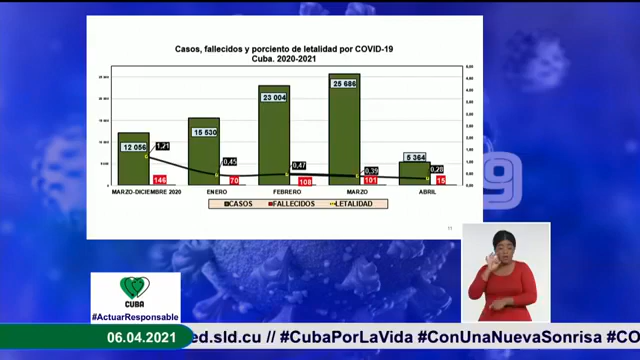 Casos, fallecidos y porciento de letalidad por COVID-19
Cuba. 2020-2021
25 686
23 004
15 530
12 056
5 364
1,21
0,45
0,47
0,39
0,28
146
70
108
101
15
MARZO-DICIEMBRE 2020 ENERO FEBRERO MARZO ABRIL
CASOS FALLECIDOS LETALIDAD
11
9
CUBA
#ActuarResponsable
06.04.2021
ed.sld.cu // #CubaPorLaVida #ConUnaNuevaSonrisa #CO